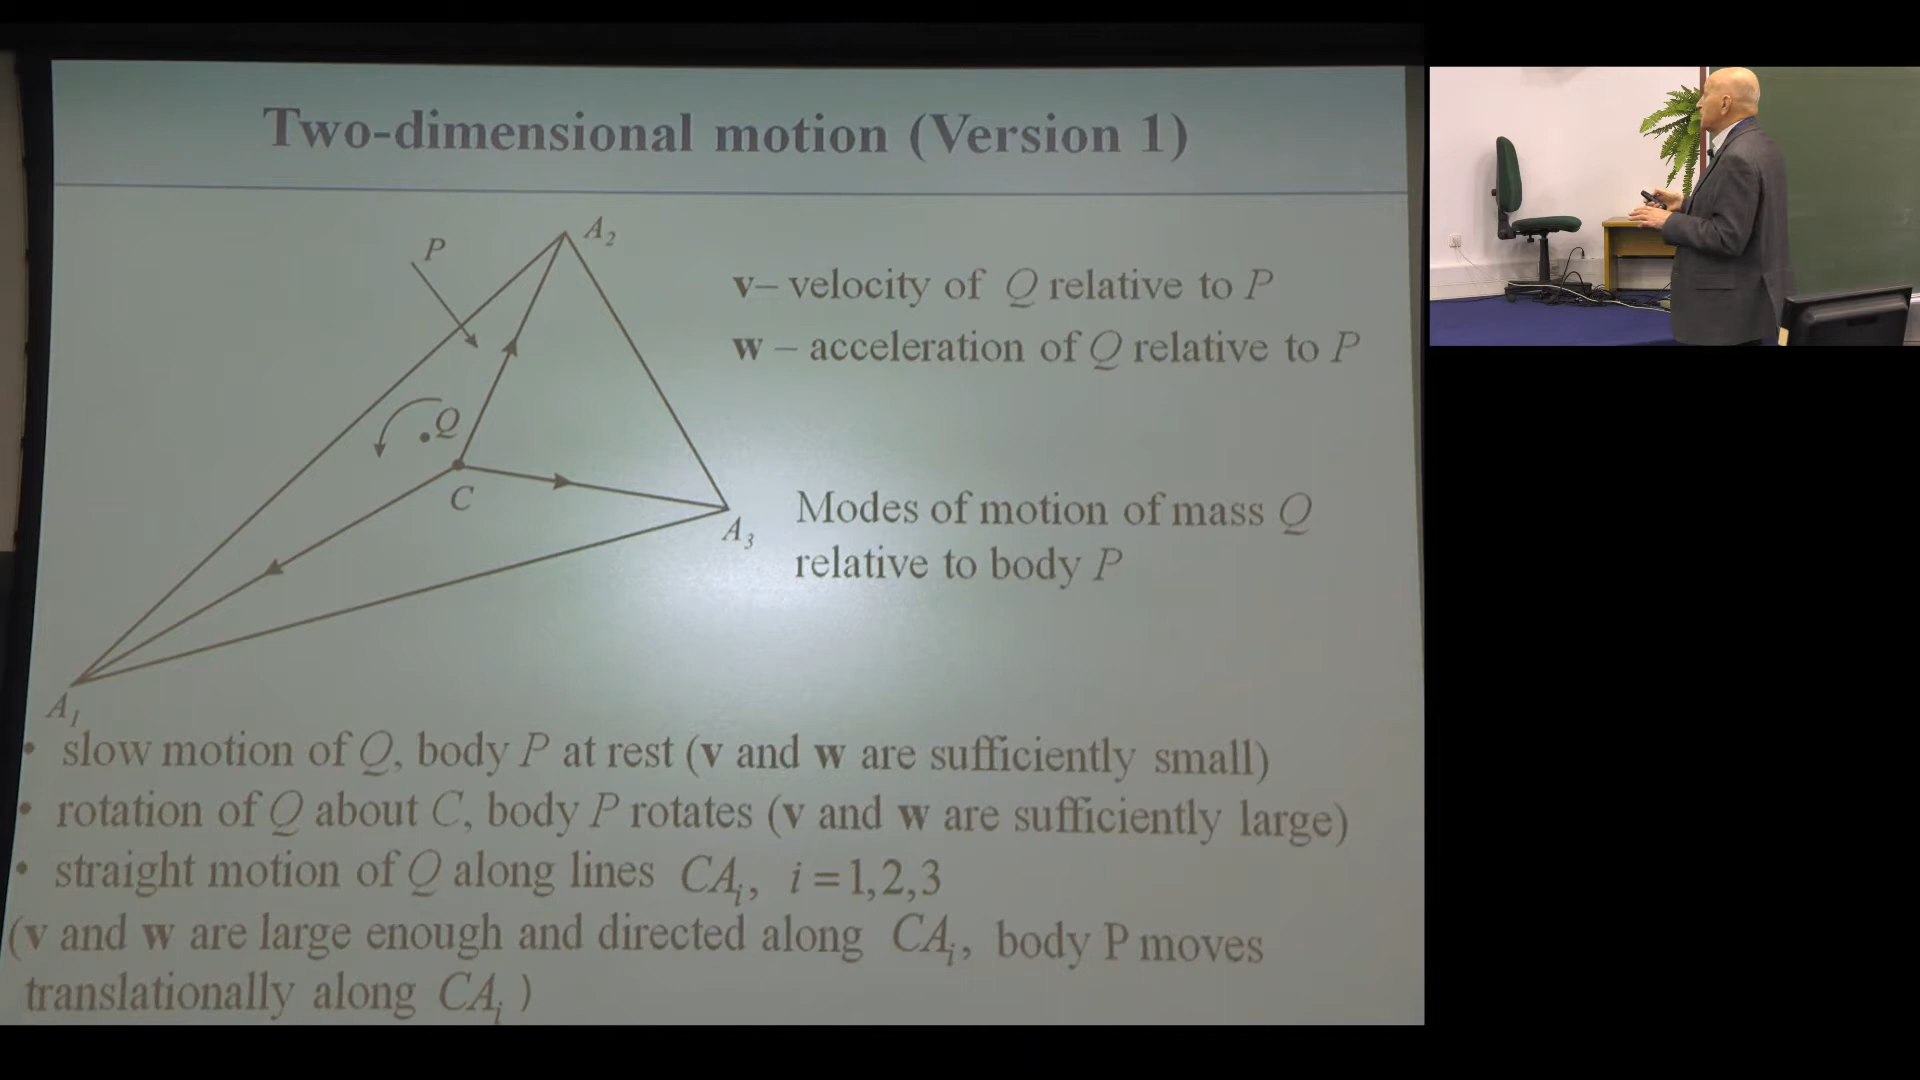 Two-dimensional motion (Version 1)
P
A₂
v– velocity of Q relative to P
w – acceleration of Q relative to P
Q
C
A₃
Modes of motion of mass Q
relative to body P
A₁
• slow motion of Q, body P at rest (v and w are sufficiently small)
• rotation of Q about C, body P rotates (v and w are sufficiently large)
• straight motion of Q along lines CAᵢ, i = 1,2,3
(v and w are large enough and directed along CAᵢ, body P moves
translationally along CAᵢ )